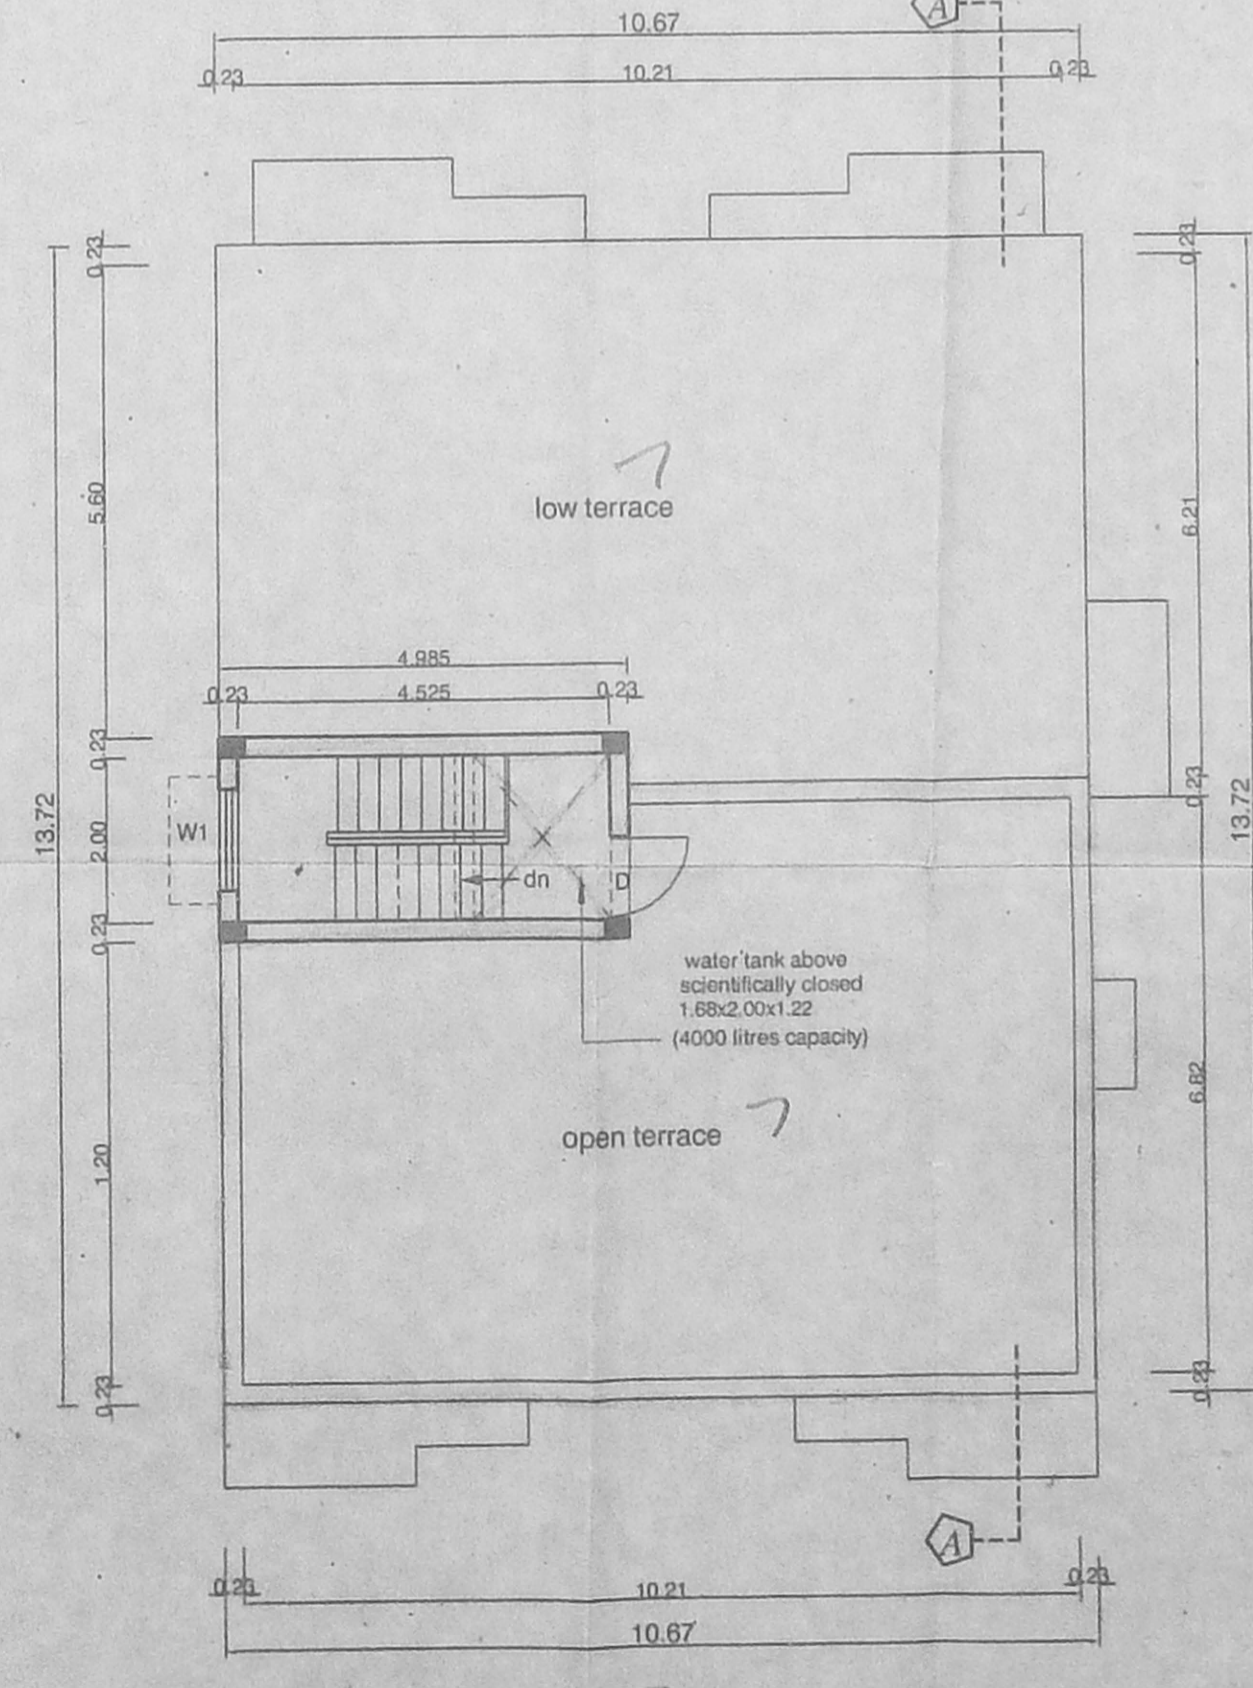 A
10.67
0.23
10.21
0.23
0.23
0.23
5.60
6.21
low terrace
4.985
0.23
4.525
0.23
0.23
0.23
13.72
W1
2.00
dn
D
13.72
0.23
water tank above
scientifically closed
1.68x2.00x1.22
(4000 litres capacity)
6.82
open terrace
1.20
0.23
0.23
A
0.23
10.21
0.23
10.67